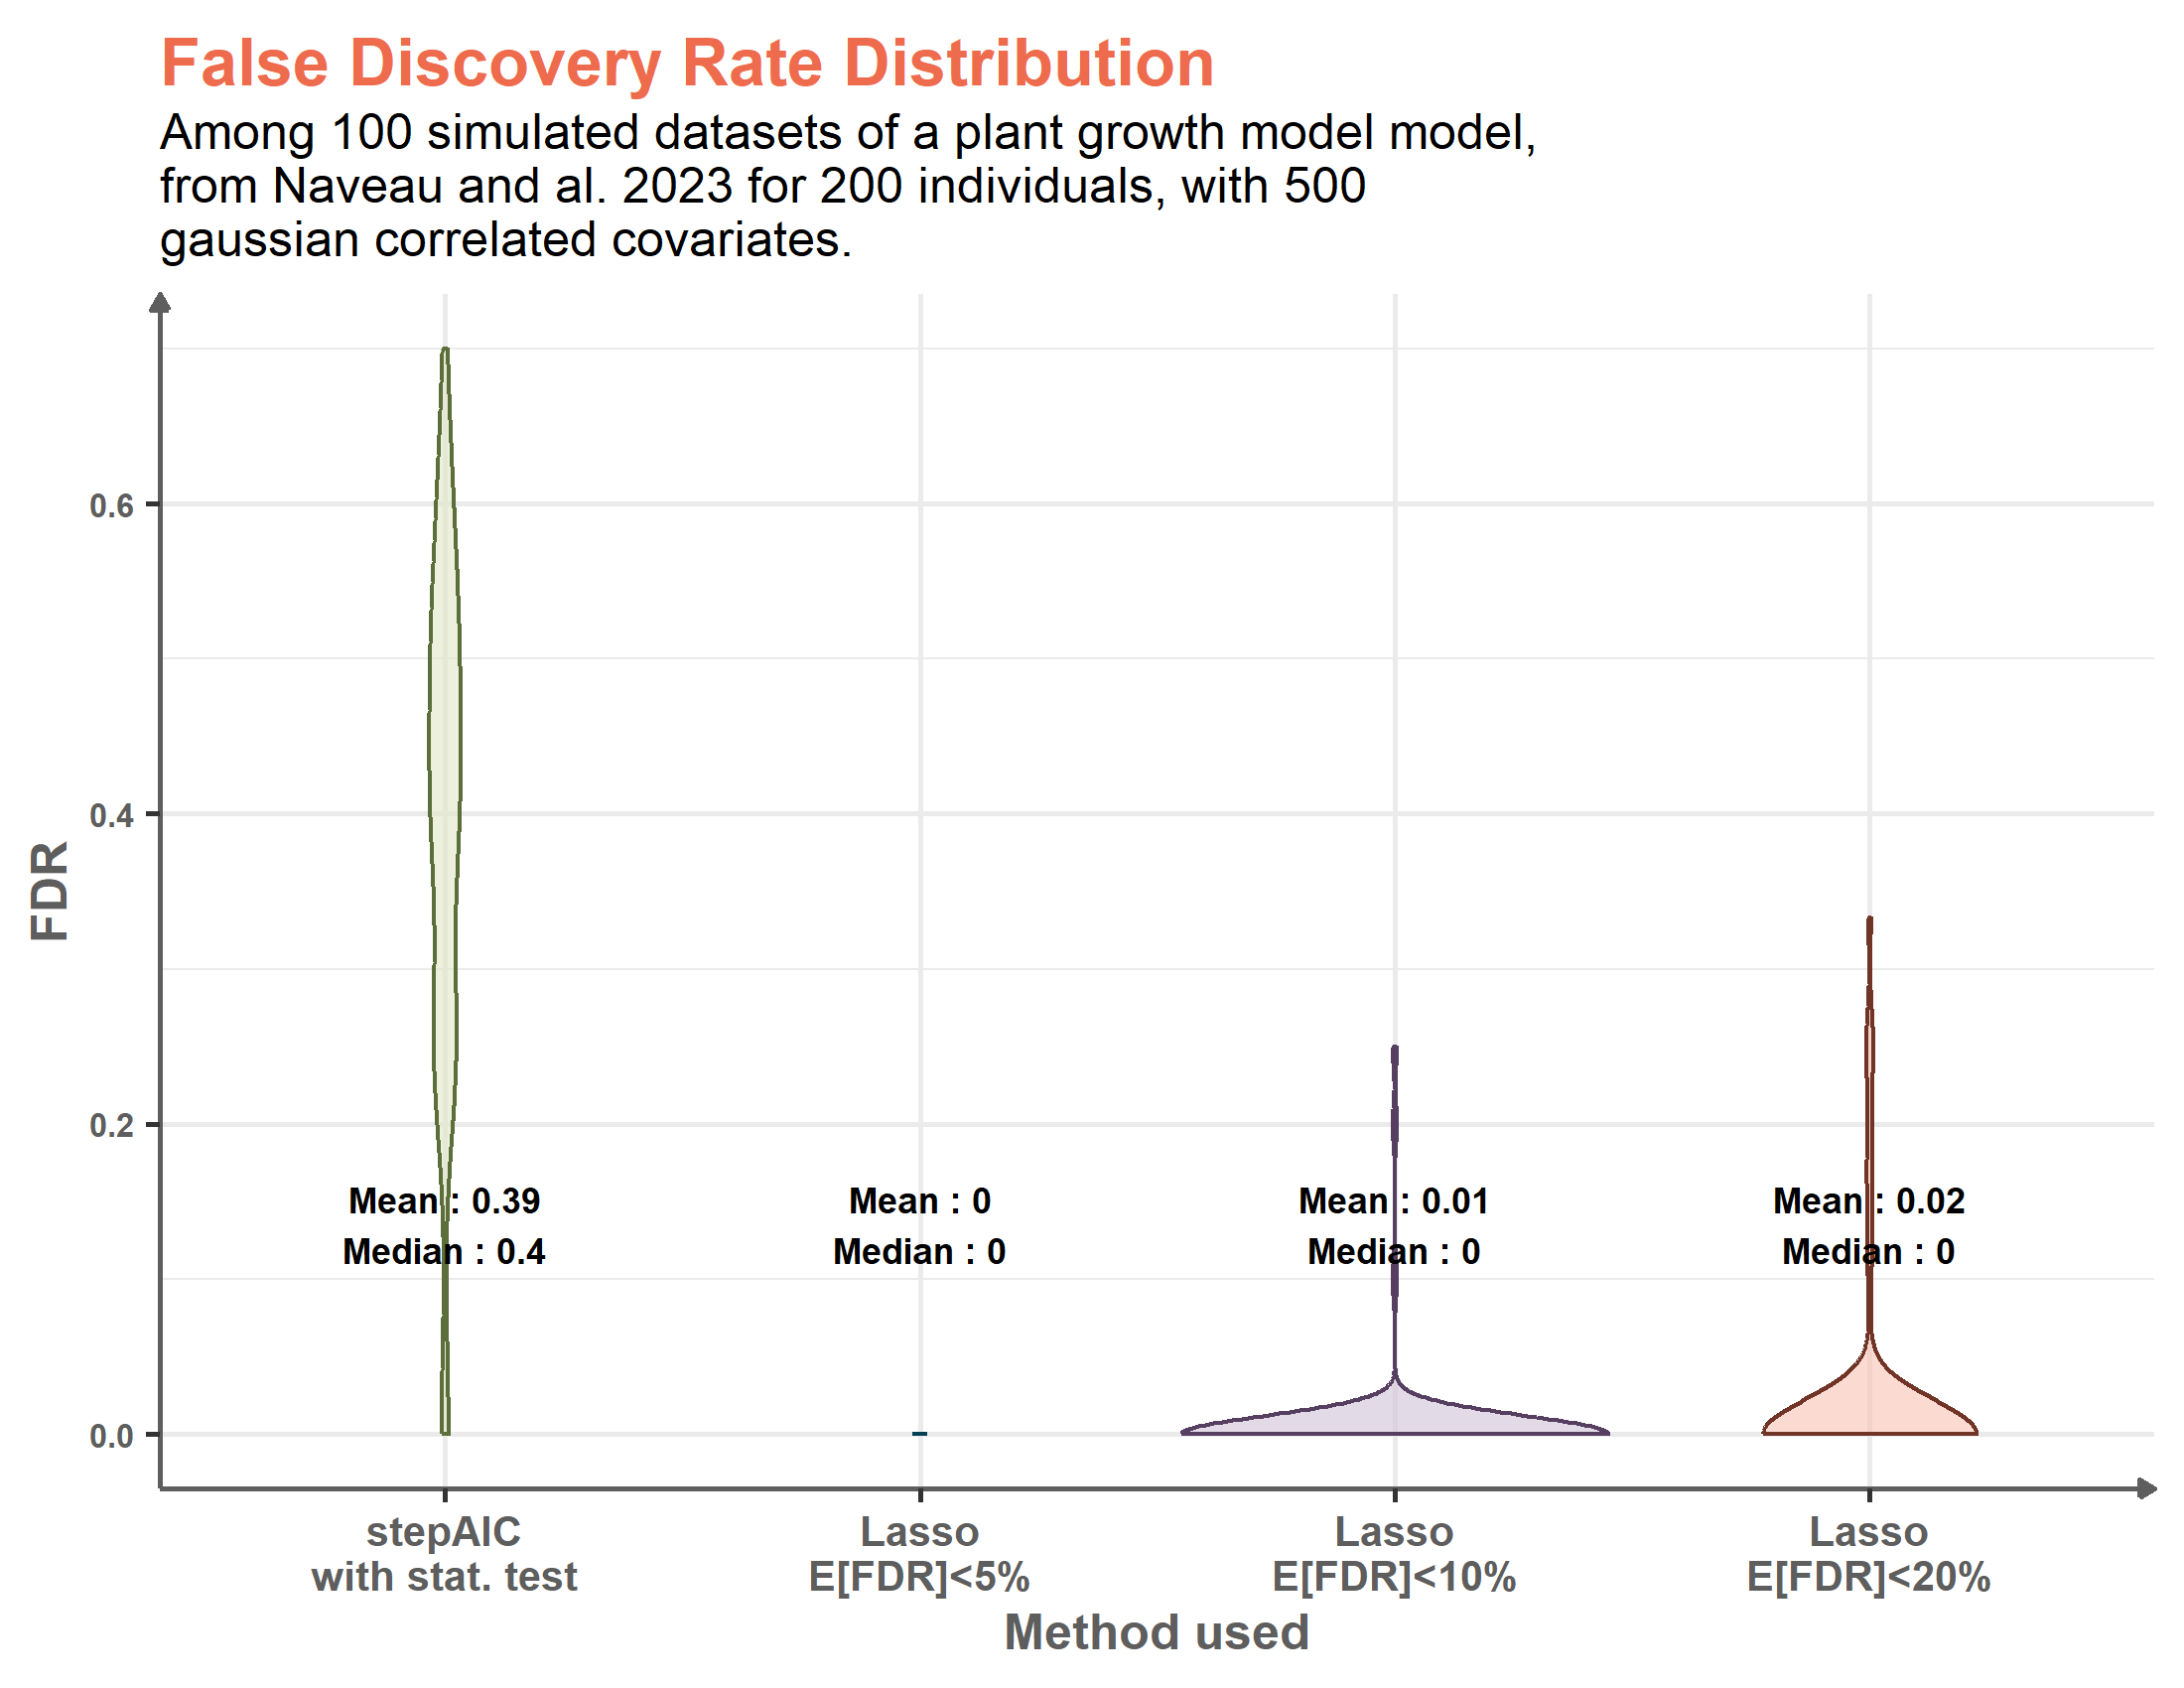 False Discovery Rate Distribution
Among 100 simulated datasets of a plant growth model model,
from Naveau and al. 2023 for 200 individuals, with 500
gaussian correlated covariates.
FDR
0.6
0.4
0.2
0.0
Mean : 0.39
Median : 0.4
Mean : 0
Median : 0
Mean : 0.01
Median : 0
Mean : 0.02
Median : 0
stepAIC
with stat. test
Lasso
E[FDR]<5%
Lasso
E[FDR]<10%
Lasso
E[FDR]<20%
Method used